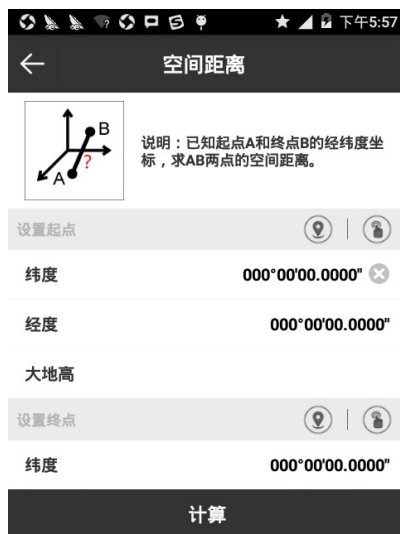 下午5:57
空间距离
B
A
?
说明：已知起点A和终点B的经纬度坐
标，求AB两点的空间距离。
设置起点
纬度 000°00'00.0000"
经度 000°00'00.0000"
大地高
设置终点
纬度 000°00'00.0000"
计算